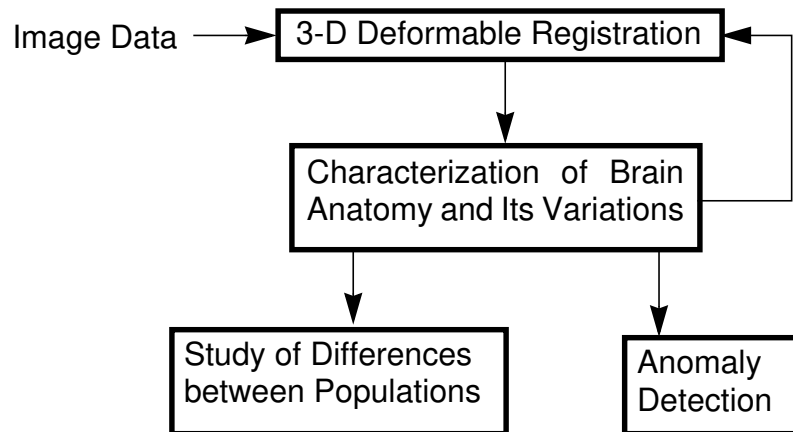 Image Data
3-D Deformable Registration
Characterization of Brain
Anatomy and Its Variations
Study of Differences
between Populations
Anomaly
Detection